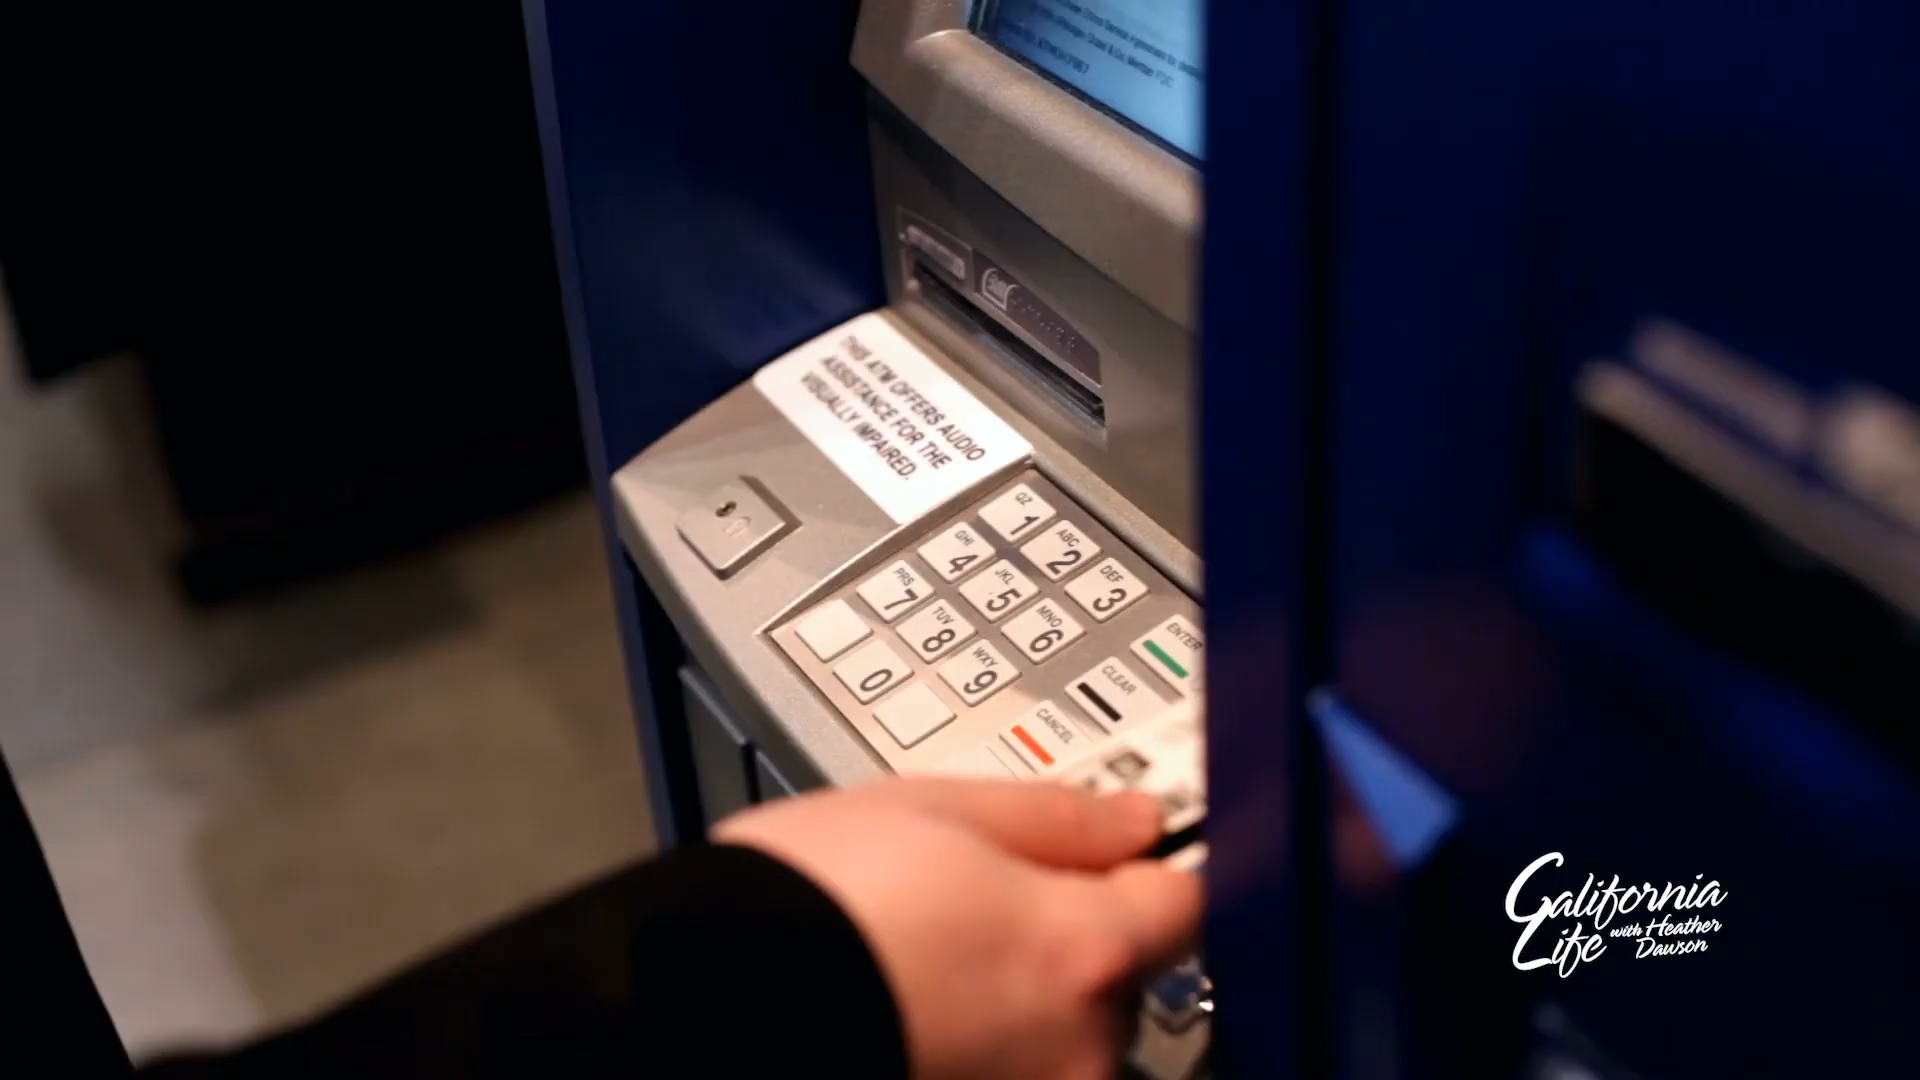 THIS ATM OFFERS AUDIO
ASSISTANCE FOR THE
VISUALLY IMPAIRED.
QZ
1
ABC
2
DEF
3
GHI
4
JKL
5
MNO
6
PRS
7
TUV
8
WXY
9
0
ENTER
CLEAR
CANCEL
California
Life with Heather
Dawson